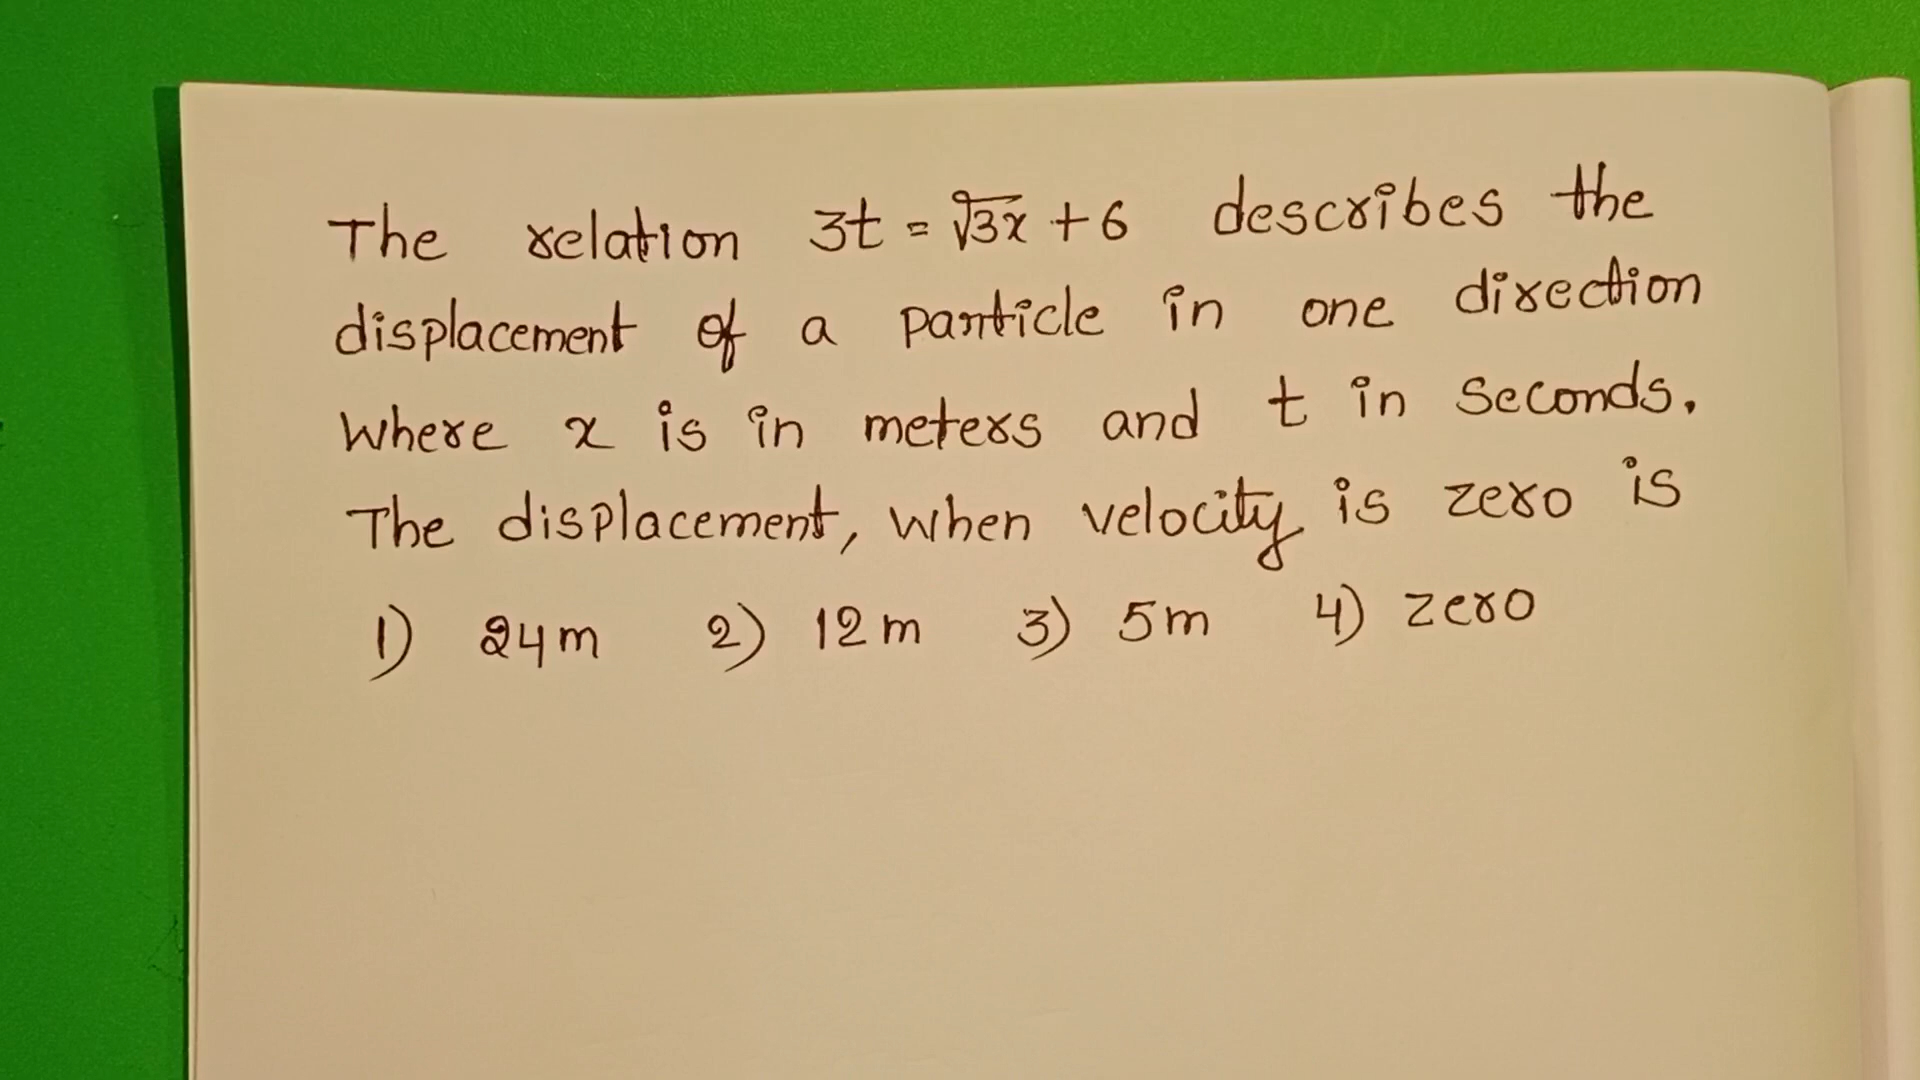 The relation 3t = √3x + 6 describes the
displacement of a particle in one direction
where x is in meters and t in seconds.
The displacement, when velocity is zero is
1) 24m 2) 12m 3) 5m 4) zero